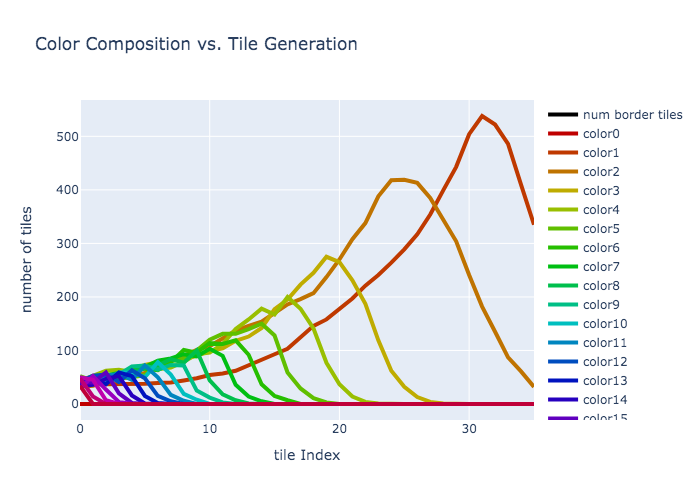 Color Composition vs. Tile Generation
number of tiles
500
400
300
200
100
0
0
10
20
30
tile Index
num border tiles
color0
color1
color2
color3
color4
color5
color6
color7
color8
color9
color10
color11
color12
color13
color14
color15